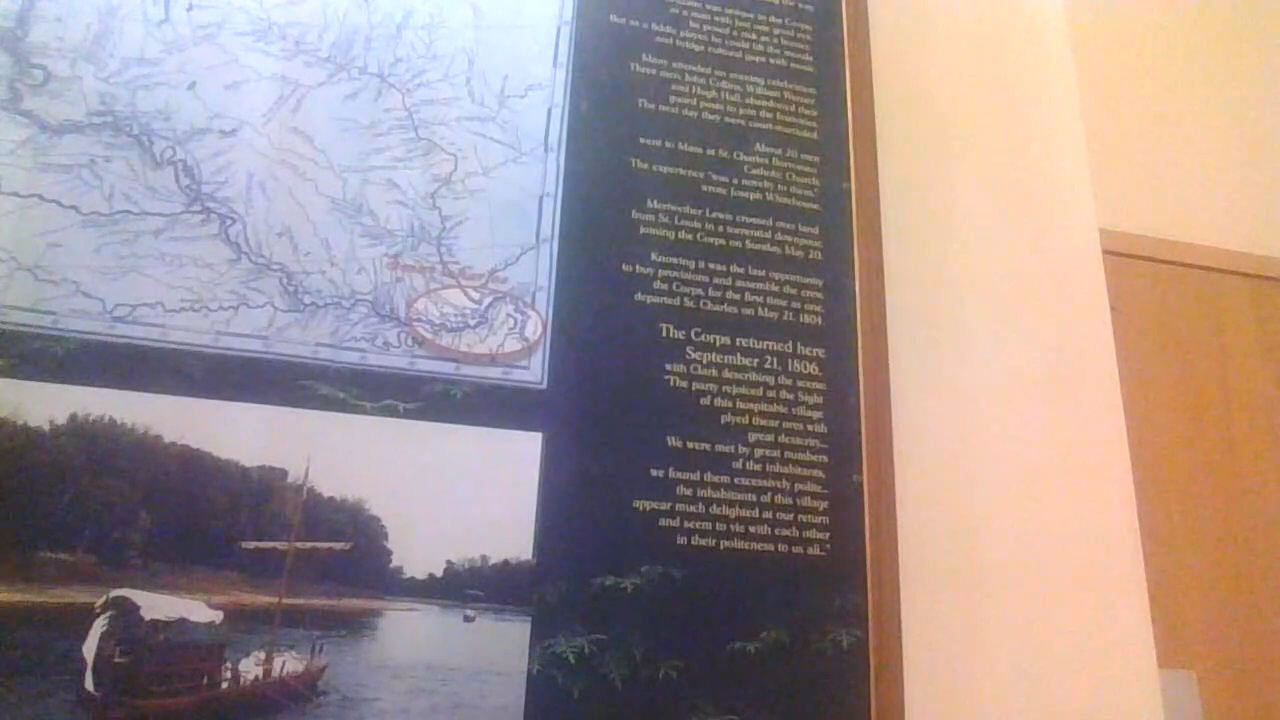 was unique to the Corps
as a man with just one good eye,
he posed a risk as a hunter.
But as a fiddle player, he could lift the morale
and bridge cultural gaps with music.
Many attended an evening celebration.
Three men, John Collins, William Werner
and Hugh Hall, abandoned their
guard posts to join the festivities.
The next day they were court-martialed.
About 20 men
went to Mass at St. Charles Borromeo
Catholic Church.
The experience "was a novelty to them,"
wrote Joseph Whitehouse.
Meriwether Lewis crossed over land
from St. Louis in a torrential downpour,
joining the Corps on Sunday, May 20.
Knowing it was the last opportunity
to buy provisions and assemble the crew,
the Corps, for the first time as one,
departed St. Charles on May 21, 1804.
The Corps returned here
September 21, 1806,
with Clark describing the scene:
"The party rejoiced at the Sight
of this hospitable village
plyed thear ores with
great dexterity...
We were met by great numbers
of the inhabitants,
we found them excessively polite...
the inhabitants of this village
appear much delighted at our return
and seem to vie with each other
in their politeness to us all..."